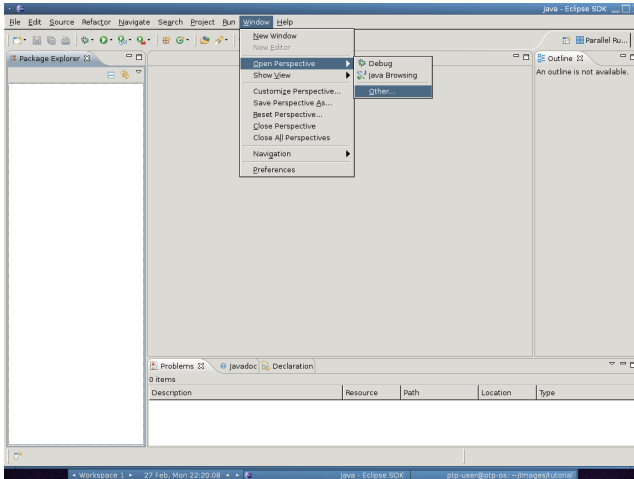 Java - Eclipse SDK
File Edit Source Refactor Navigate Search Project Run Window Help
New Window
New Editor
Open Perspective
Show View
Customize Perspective...
Save Perspective As...
Reset Perspective...
Close Perspective
Close All Perspectives
Navigation
Preferences
Debug
Java Browsing
Other...
Parallel Ru...
Package Explorer
Outline
An outline is not available.
Problems Javadoc Declaration
0 items
Description Resource Path Location Type
Workspace 1 27 Feb, Mon 22:20:08 Java - Eclipse SDK ptp-user@ptp-os: ~/images/tutorial